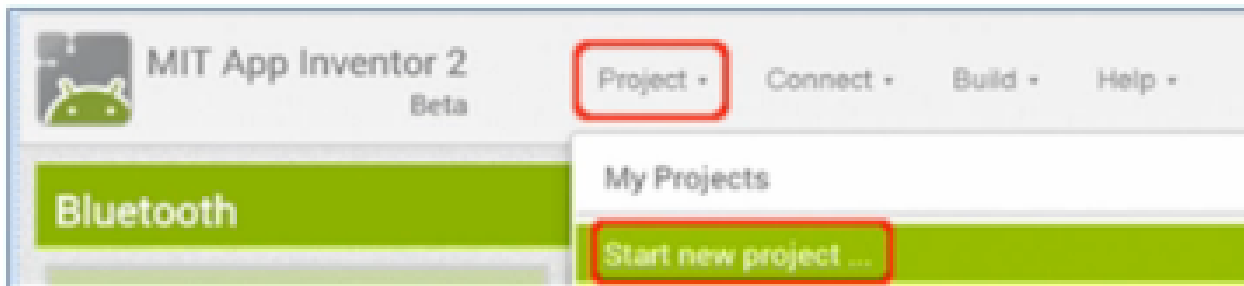 MIT App Inventor 2
Beta
Project Connect Build Help
My Projects
Bluetooth
Start new project ...